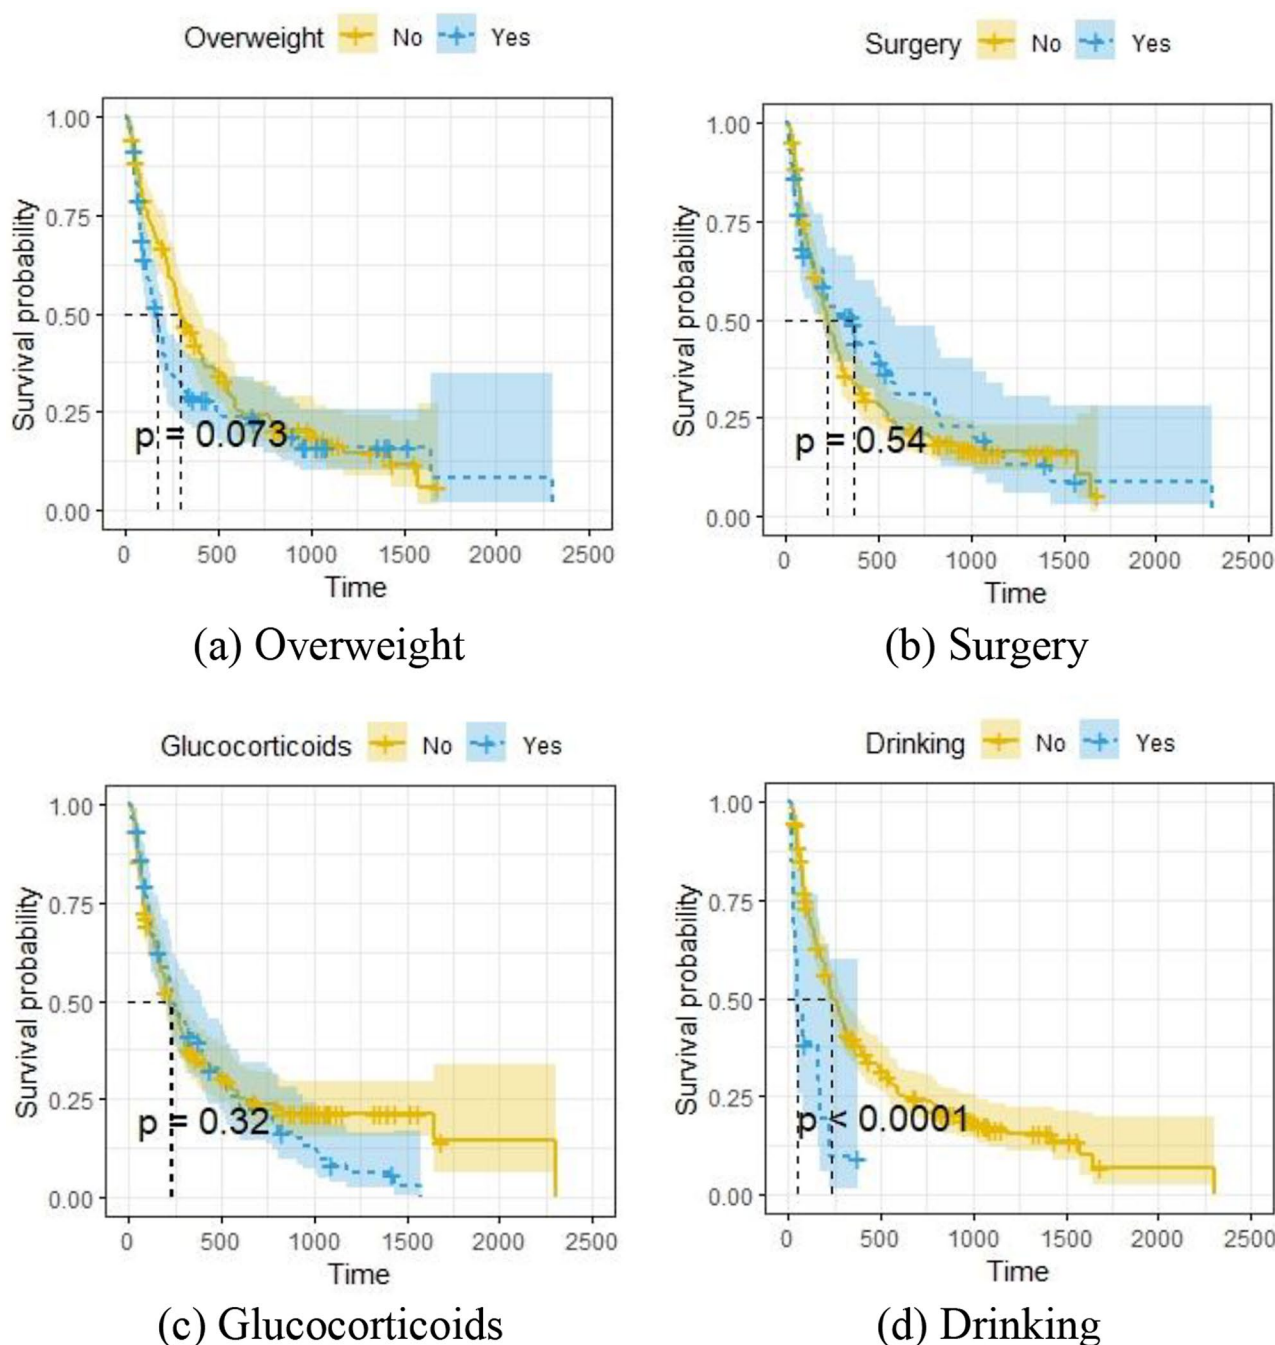 Overweight No Yes
Survival probability
1.00
0.75
0.50
0.25
0.00
p = 0.073
0 500 1000 1500 2000 2500
Time
(a) Overweight
Surgery No Yes
Survival probability
1.00
0.75
0.50
0.25
0.00
p = 0.54
0 500 1000 1500 2000 2500
Time
(b) Surgery
Glucocorticoids No Yes
Survival probability
1.00
0.75
0.50
0.25
0.00
p = 0.32
0 500 1000 1500 2000 2500
Time
(c) Glucocorticoids
Drinking No Yes
Survival probability
1.00
0.75
0.50
0.25
0.00
p < 0.0001
0 500 1000 1500 2000 2500
Time
(d) Drinking